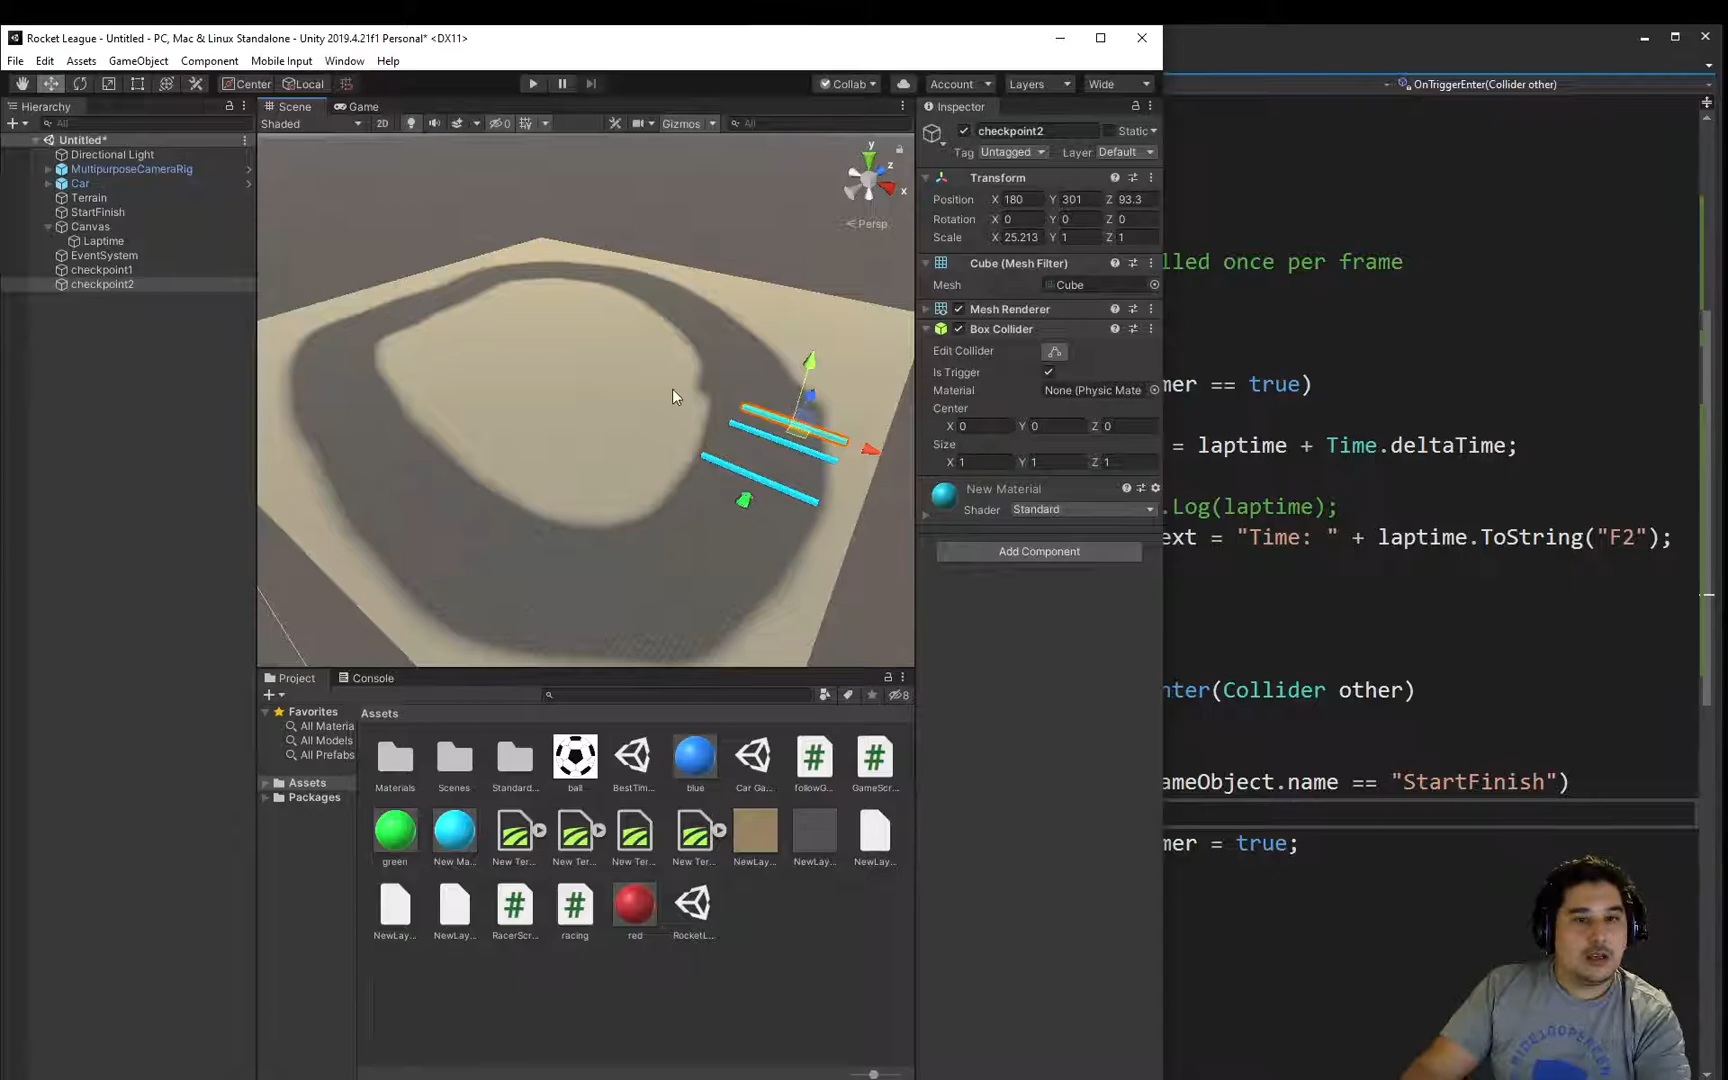 Rocket League - Untitled - PC, Mac & Linux Standalone - Unity 2019.4.21f1 Personal* <DX11>
File Edit Assets GameObject Component Mobile Input Window Help
Center Local Collab Account Layers Wide
OnTriggerEnter(Collider other)
Hierarchy
All
Untitled*
Directional Light
MultipurposeCameraRig
Car
Terrain
StartFinish
Canvas
Laptime
EventSystem
checkpoint1
checkpoint2
Scene Game
Shaded 2D 0 Gizmos All
y
z
x
Persp
Inspector
checkpoint2 Static
Tag Untagged Layer Default
Transform
Position X 180 Y 301 Z 93.3
Rotation X 0 Y 0 Z 0
Scale X 25.213 Y 1 Z 1
Cube (Mesh Filter)
Mesh Cube
Mesh Renderer
Box Collider
Edit Collider
Is Trigger
Material None (Physic Mate
Center
X 0 Y 0 Z 0
Size
X 1 Y 1 Z 1
New Material
Shader Standard
Add Component
lled once per frame
mer == true)
= laptime + Time.deltaTime;
.Log(laptime);
ext = "Time: " + laptime.ToString("F2");
nter(Collider other)
ameObject.name == "StartFinish")
mer = true;
Project Console
8
Favorites
All Materia
All Models
All Prefabs
Assets
Packages
Assets
Materials Scenes Standard... ball BestTim... blue Car Ga... followG... GameScr...
green New Ma... New Ter... New Ter... New Ter... New Ter... NewLay... NewLay... NewLay...
NewLay... NewLay... RacerScr... racing red RocketL...